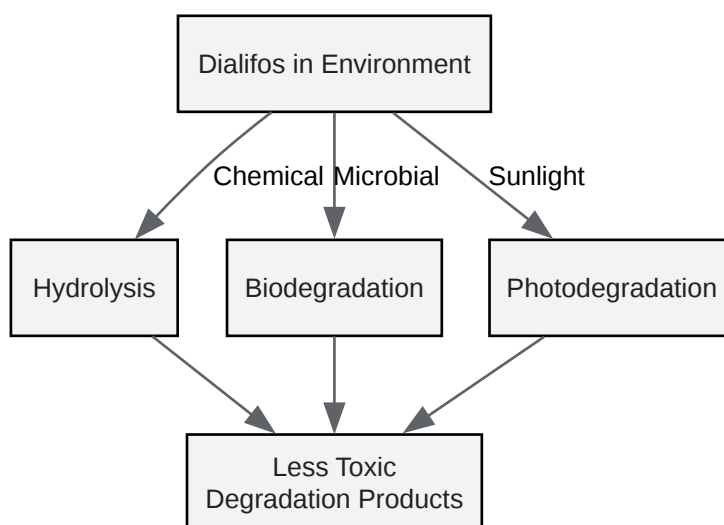 Dialifos in Environment
Chemical
Microbial
Sunlight
Hydrolysis
Biodegradation
Photodegradation
Less Toxic
Degradation Products